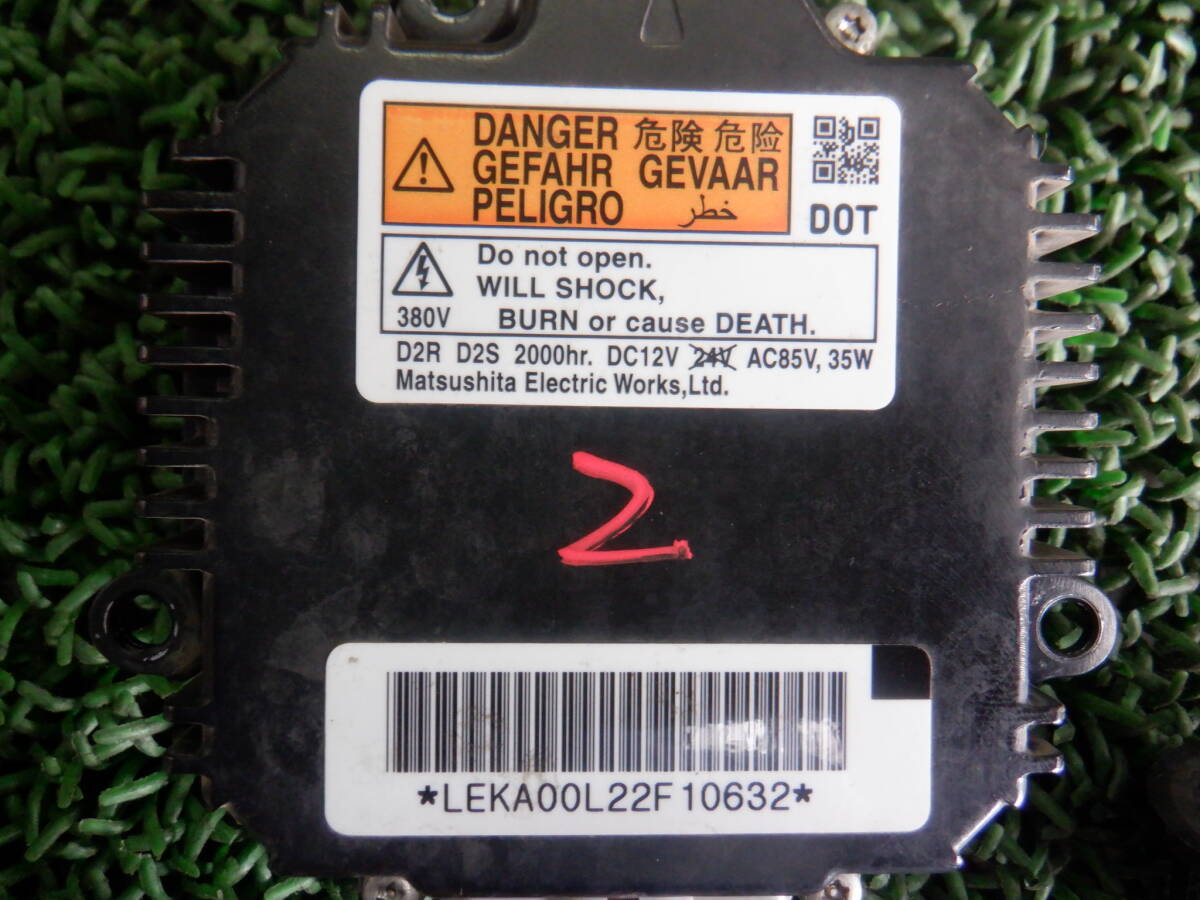 DANGER 危険 危险
GEFAHR GEVAAR
PELIGRO خطر
DOT
Do not open.
WILL SHOCK,
380V BURN or cause DEATH.
D2R D2S 2000hr. DC12V 24V AC85V, 35W
Matsushita Electric Works,Ltd.
2
*LEKA00L22F10632*